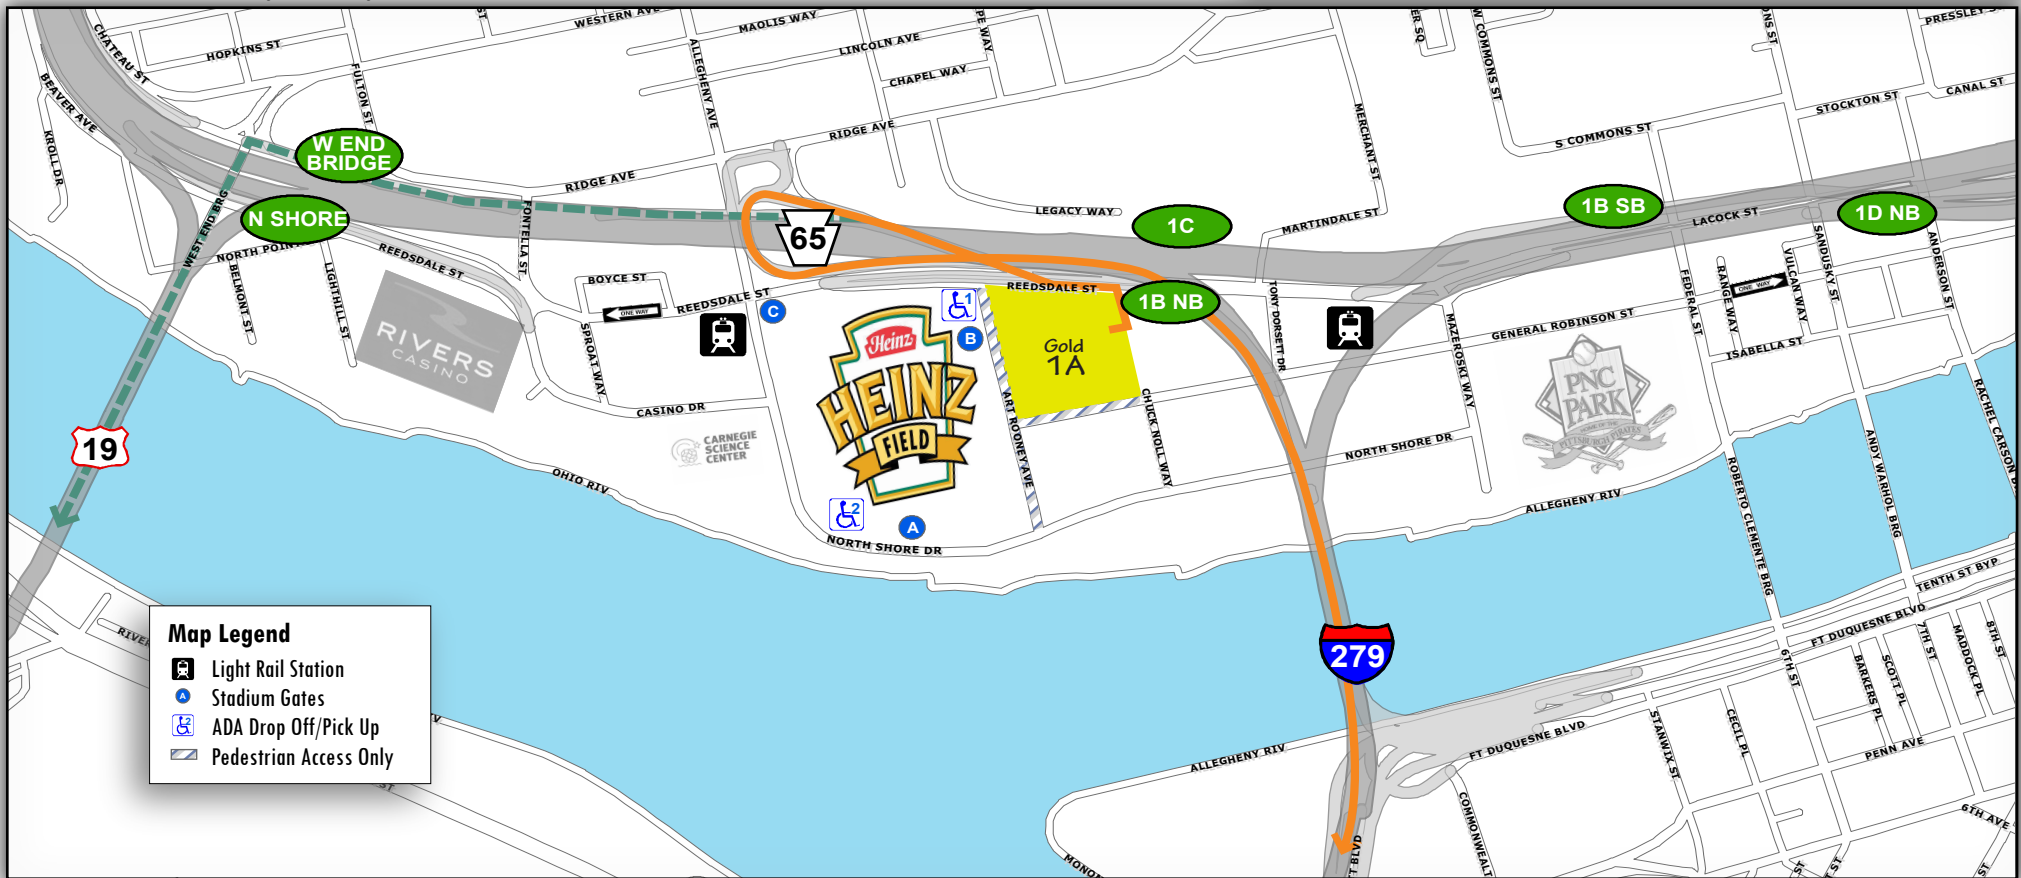 HOPKINS ST
WESTERN AVE
MAOLIS WAY
LINCOLN AVE
CHAPEL WAY
CHATEAU ST
BEAVER AVE
KROLL DR
FULTON ST
ALLEGHENY AVE
RIDGE AVE
RIDGE AVE
MERCHANT ST
W COMMONS ST
S COMMONS ST
STOCKTON ST
CANAL ST
W END
BRIDGE
N SHORE
WEST END BRG
BELMONT ST
LIGHTHILL ST
REEDSDALE ST
FONTELLA ST
BOYCE ST
ONE WAY
REEDSDALE ST
SPROAT WAY
CASINO DR
65
LEGACY WAY
1C
MARTINDALE ST
1B SB
LACOCK ST
1D NB
1B NB
REEDSDALE ST
TONY DORSETT DR
MAZEROSKI WAY
GENERAL ROBINSON ST
FEDERAL ST
RANGE WAY
ONE WAY
VULCAN WAY
SANDUSKY ST
ANDERSON ST
ISABELLA ST
RIVERS
CASINO
CARNEGIE
SCIENCE
CENTER
C
1
B
Heinz
HEINZ
FIELD
2
A
Gold
1A
ART ROONEY AVE
CHUCK NOLL WAY
NORTH SHORE DR
NORTH SHORE DR
PNC
PARK
HOME OF THE
PITTSBURGH PIRATES
19
OHIO RIV
ALLEGHENY RIV
ROBERTO CLEMENTE BRG
ANDY WARHOL BRG
279
TENTH ST BYP
FT DUQUESNE BLVD
FT DUQUESNE BLVD
ALLEGHENY RIV
6TH ST
7TH ST
MADDOCK PL
8TH ST
BARKERS PL
SCOTT PL
STANWIX ST
CECIL PL
PENN AVE
6TH AVE
Map Legend
Light Rail Station
A Stadium Gates
2 ADA Drop Off/Pick Up
Pedestrian Access Only